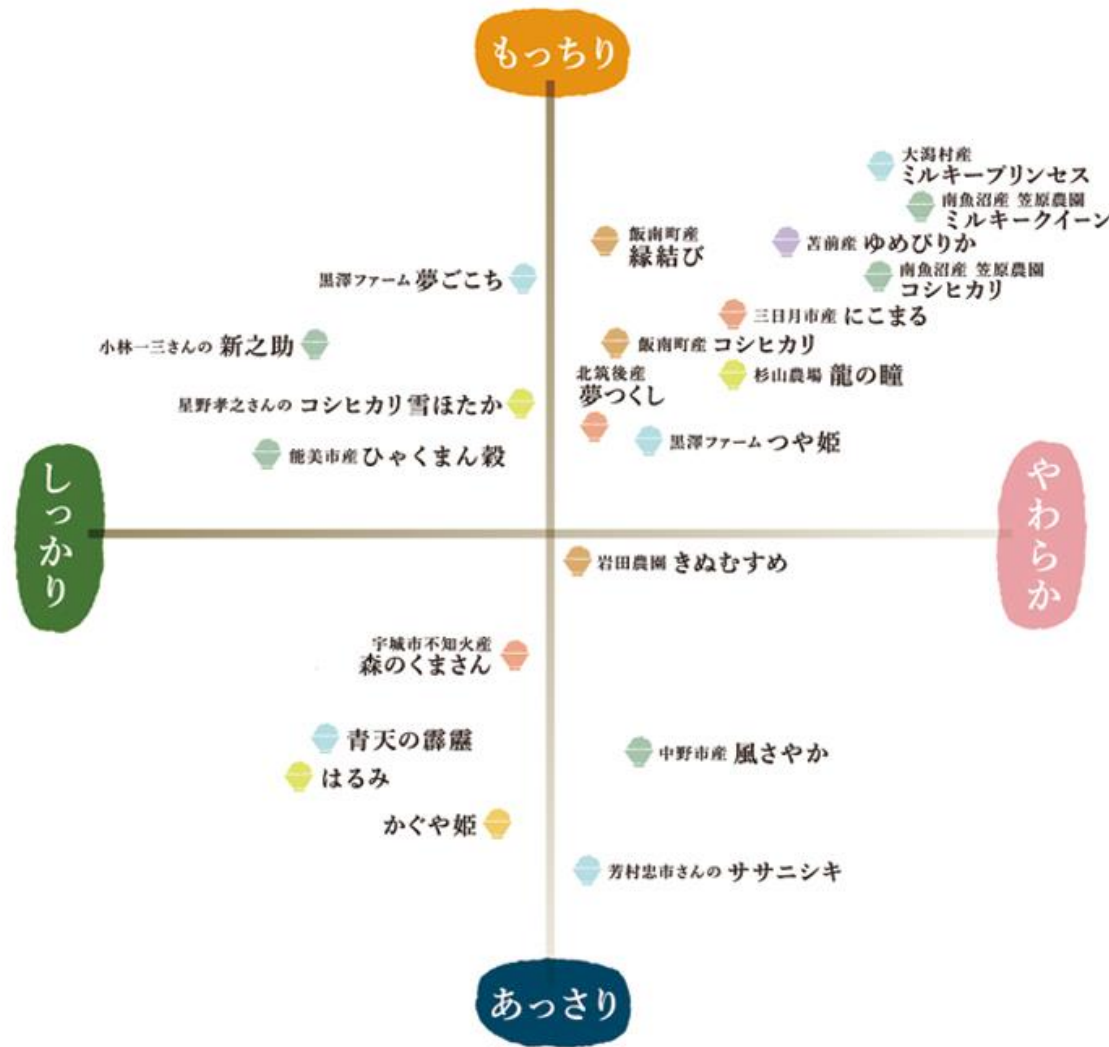 もっちり
大潟村産
ミルキープリンセス
南魚沼産 笠原農園
ミルキークイーン
飯南町産
縁結び
苫前産 ゆめぴりか
南魚沼産 笠原農園
コシヒカリ
黒澤ファーム 夢ごこち
三日月市産 にこまる
小林一三さんの 新之助
飯南町産 コシヒカリ
北筑後産
夢つくし
杉山農場 龍の瞳
星野孝之さんの コシヒカリ雪ほたか
黒澤ファーム つや姫
能美市産 ひゃくまん穀
しっかり
やわらか
岩田農園 きぬむすめ
宇城市不知火産
森のくまさん
青天の霹靂
中野市産 風さやか
はるみ
かぐや姫
芳村忠市さんの ササニシキ
あっさり